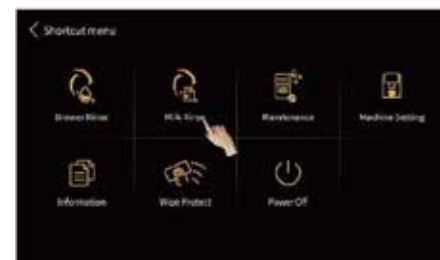 < Shortcut menu
Brewer Rinse
Milk Rinse
Maintenance
Machine Setting
Information
Wipe Protect
Power Off